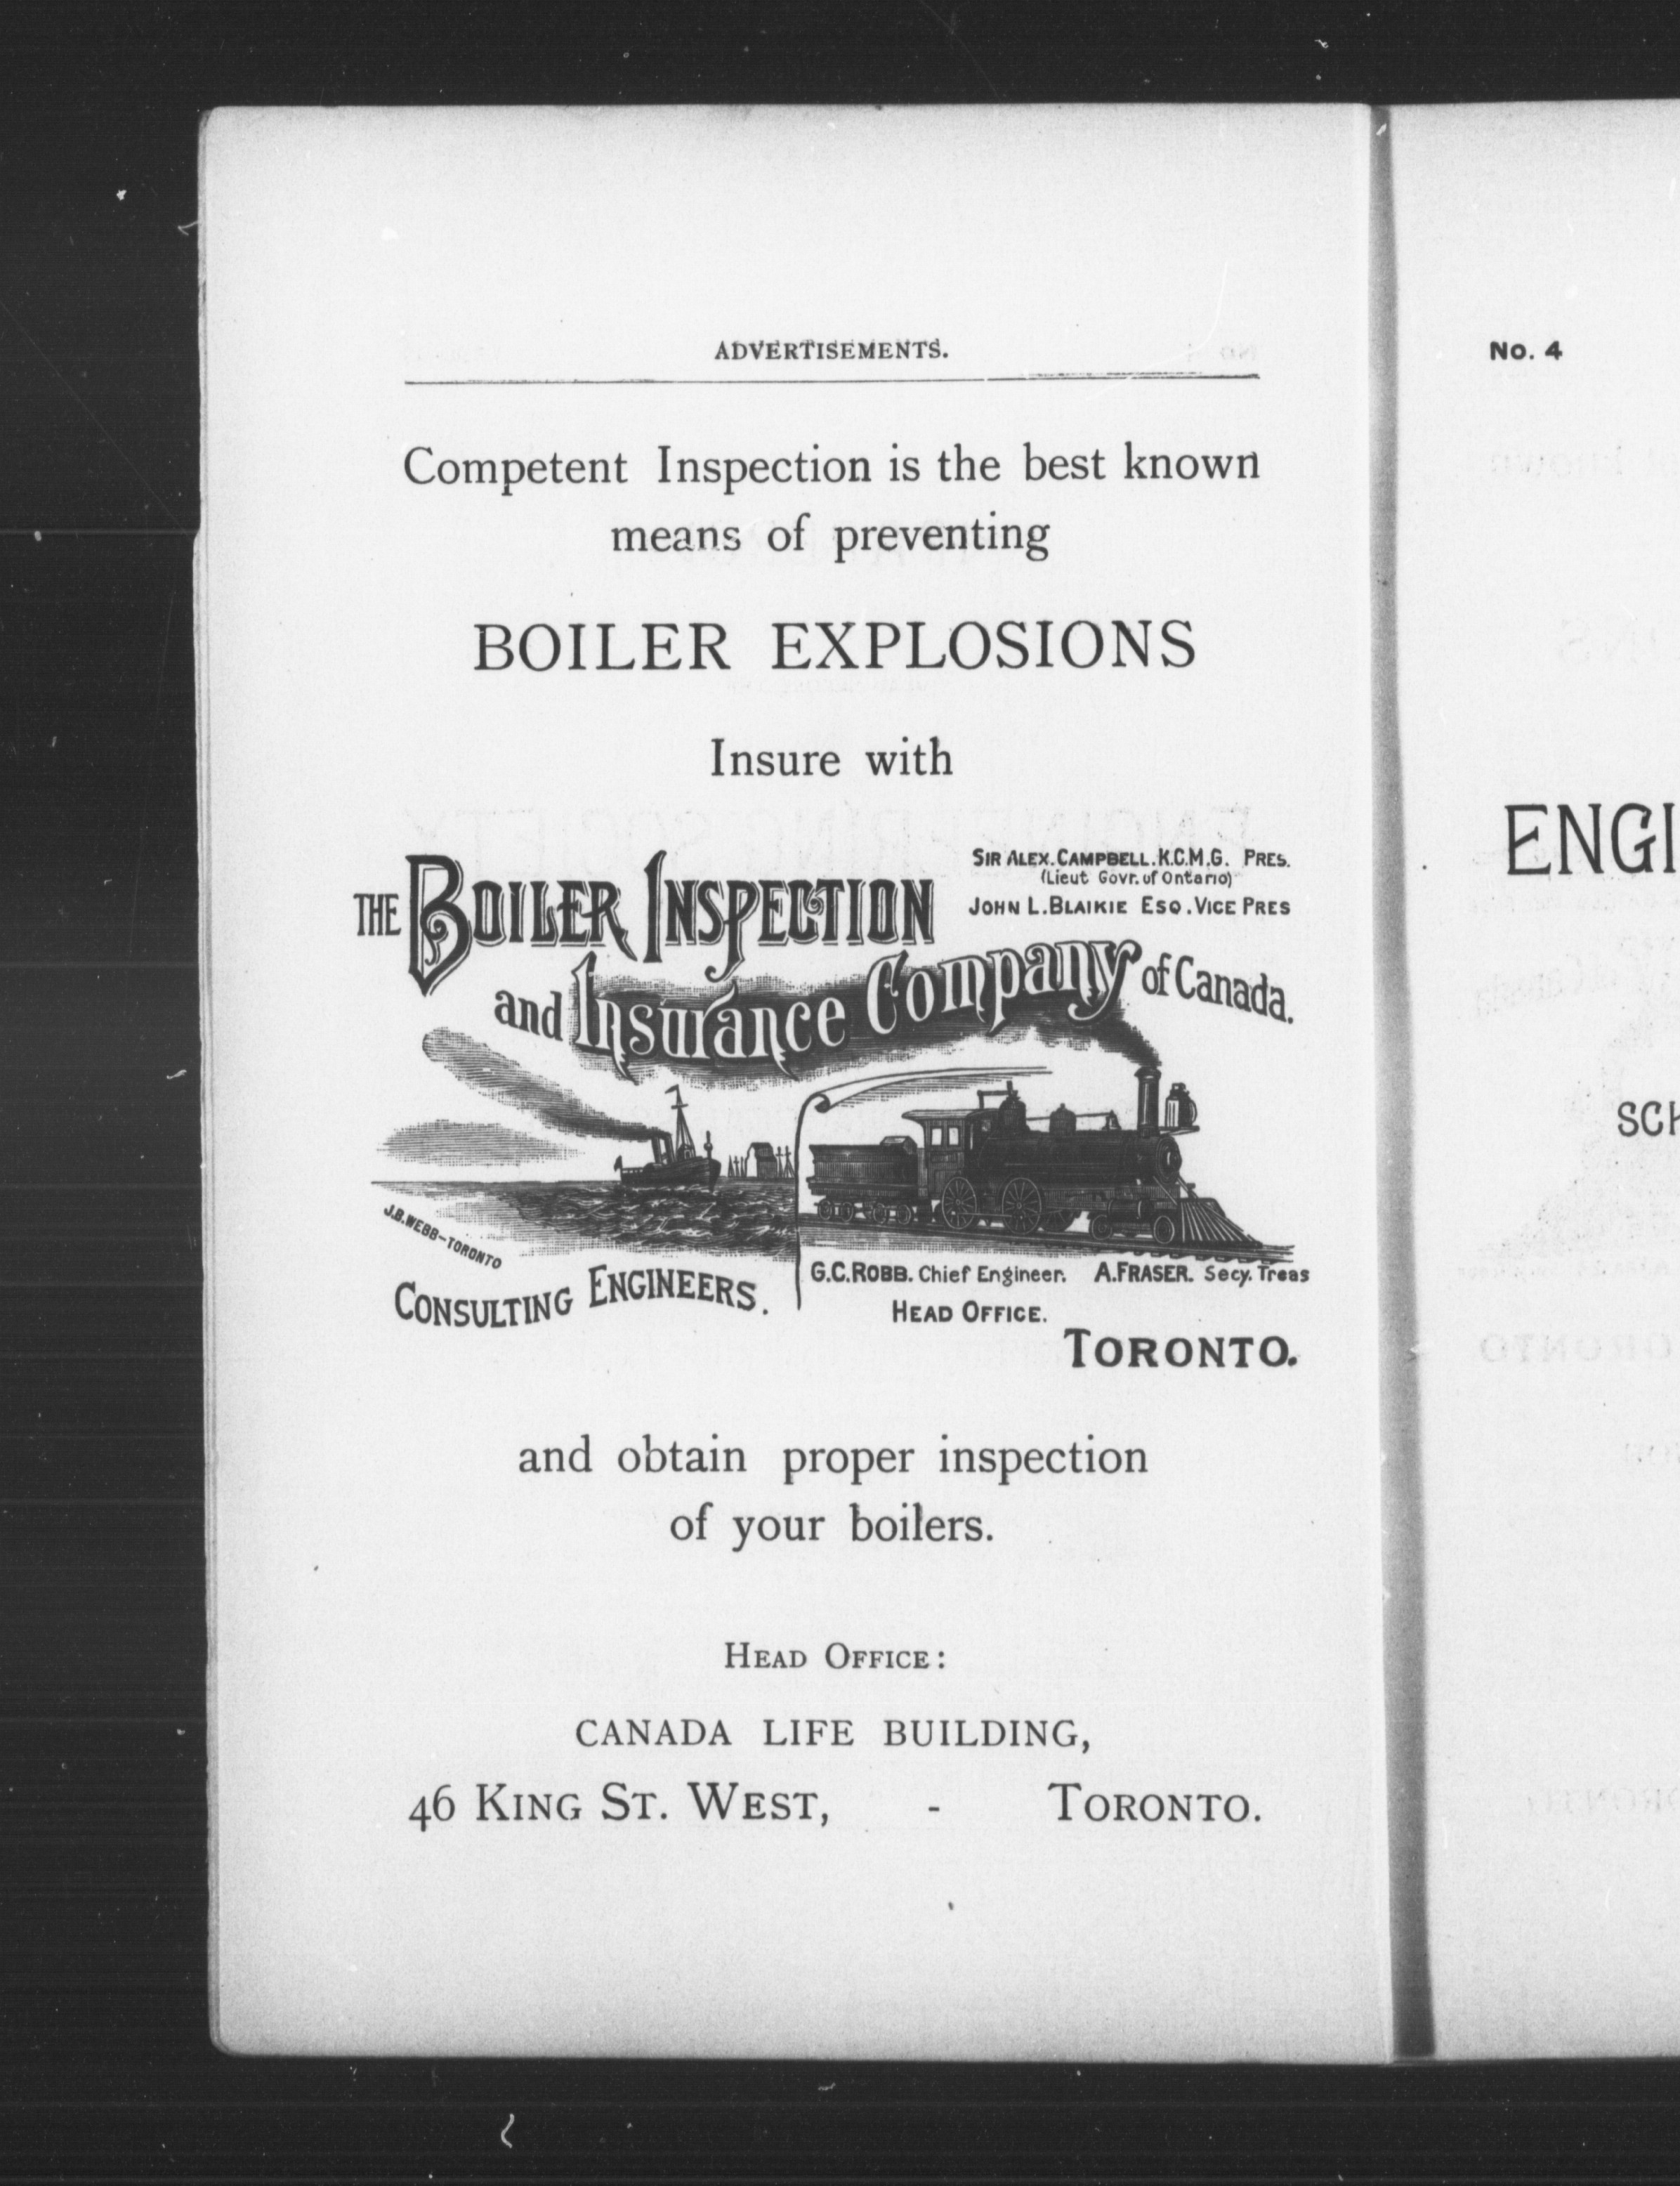 ADVERTISEMENTS.
Competent Inspection is the best known
means of preventing
BOILER EXPLOSIONS
Insure with
THE BOILER INSPECTION
SIR ALEX. CAMPBELL. K.C.M.G. PRES.
(Lieut Govr. of Ontario)
JOHN L. BLAIKIE ESQ. VICE PRES
and Insurance Company of Canada.
J.B. WEBB-TORONTO
CONSULTING ENGINEERS.
G.C. ROBB. Chief Engineer. A. FRASER. Secy. Treas
HEAD OFFICE.
TORONTO.
and obtain proper inspection
of your boilers.
HEAD OFFICE:
CANADA LIFE BUILDING,
46 KING ST. WEST, - TORONTO.
No. 4
ENGI
SCH